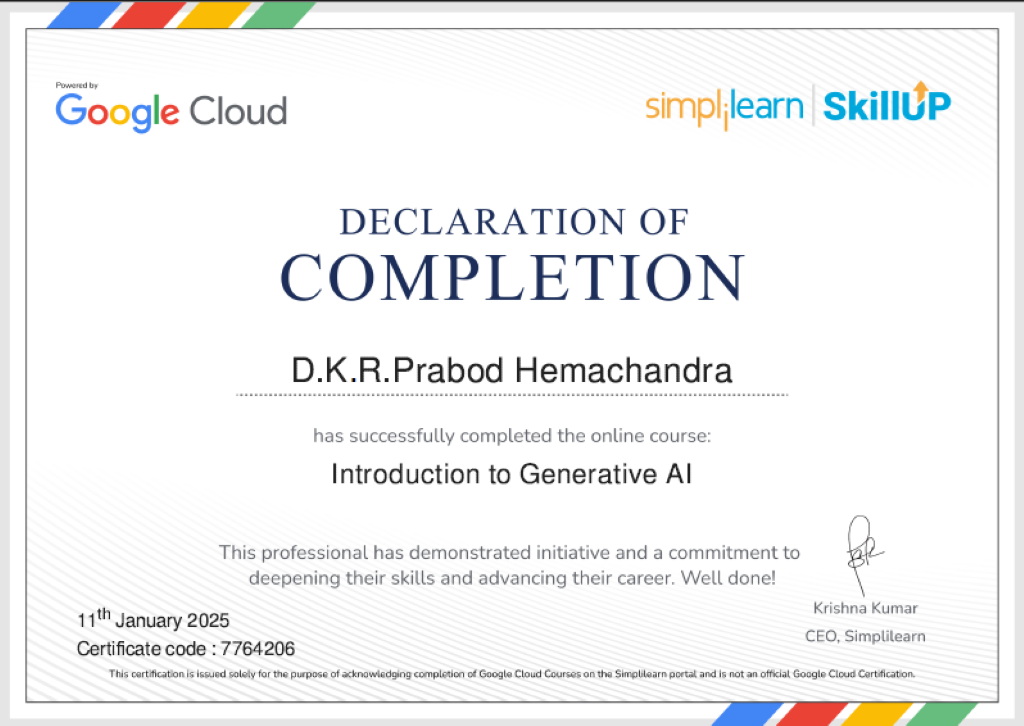 Powered by
Google Cloud
simplilearn | SkillUP
DECLARATION OF
COMPLETION
D.K.R.Prabod Hemachandra
has successfully completed the online course:
Introduction to Generative AI
This professional has demonstrated initiative and a commitment to
deepening their skills and advancing their career. Well done!
Krishna Kumar
CEO, Simplilearn
11th January 2025
Certificate code : 7764206
This certification is issued solely for the purpose of acknowledging completion of Google Cloud Courses on the Simplilearn portal and is not an official Google Cloud Certification.